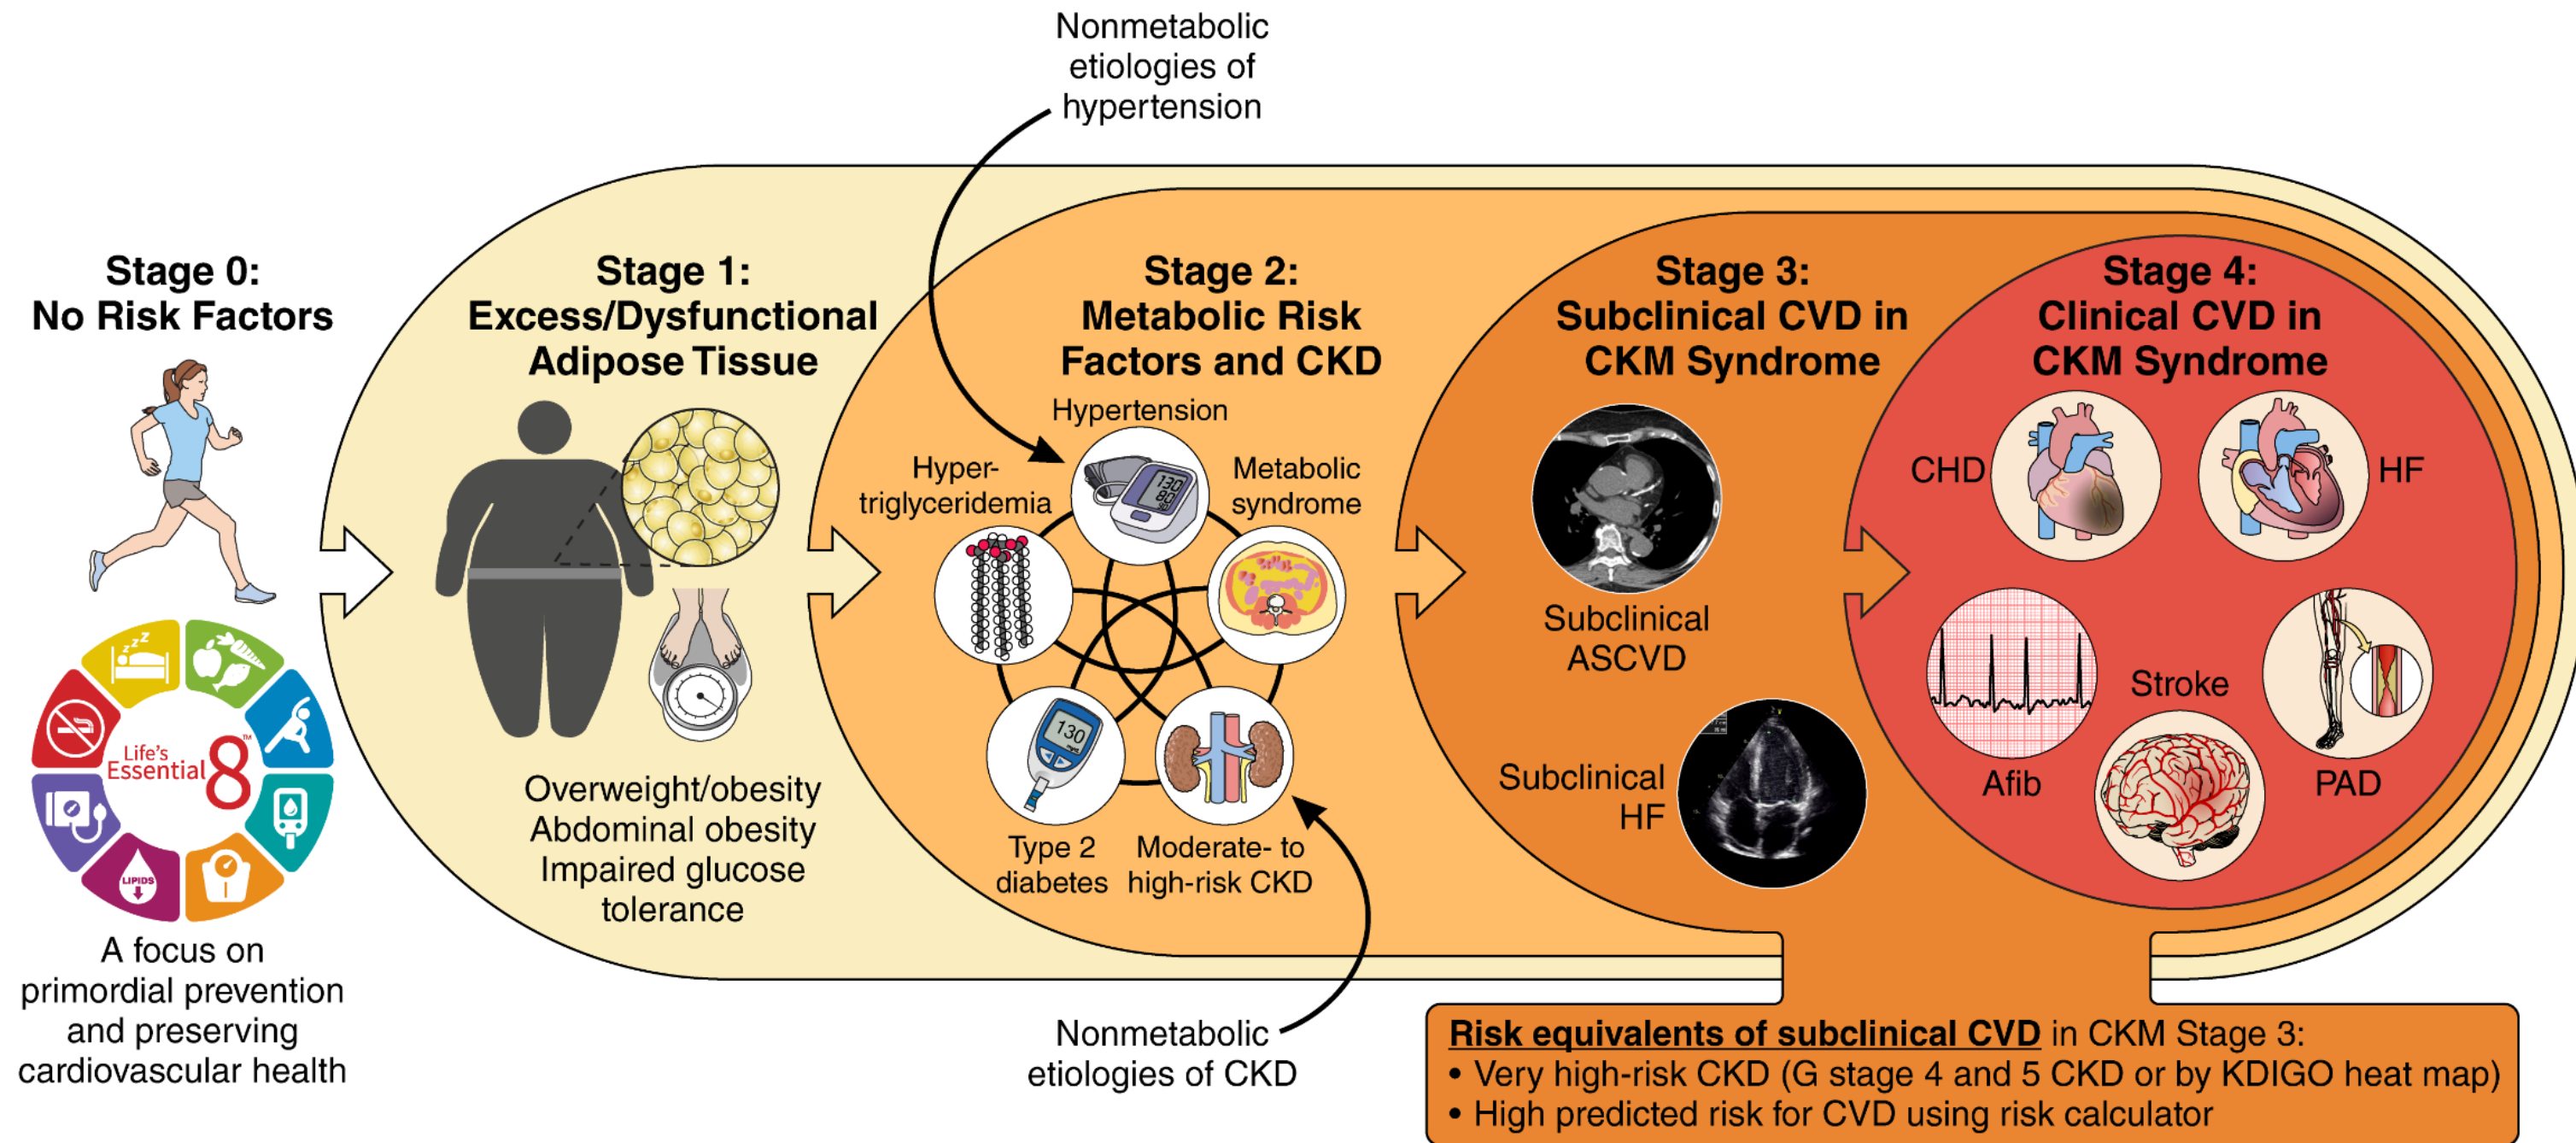 Nonmetabolic
etiologies of
hypertension
Stage 0:
No Risk Factors
Life's
Essential 8™
LIPIDS
A focus on
primordial prevention
and preserving
cardiovascular health
Stage 1:
Excess/Dysfunctional
Adipose Tissue
Overweight/obesity
Abdominal obesity
Impaired glucose
tolerance
Stage 2:
Metabolic Risk
Factors and CKD
Hypertension
130
80
Hyper-
triglyceridemia
Metabolic
syndrome
130
Type 2
diabetes
Moderate- to
high-risk CKD
Nonmetabolic
etiologies of CKD
Stage 3:
Subclinical CVD in
CKM Syndrome
Subclinical
ASCVD
Subclinical
HF
Stage 4:
Clinical CVD in
CKM Syndrome
CHD
HF
Afib
Stroke
PAD
Risk equivalents of subclinical CVD in CKM Stage 3:
• Very high-risk CKD (G stage 4 and 5 CKD or by KDIGO heat map)
• High predicted risk for CVD using risk calculator